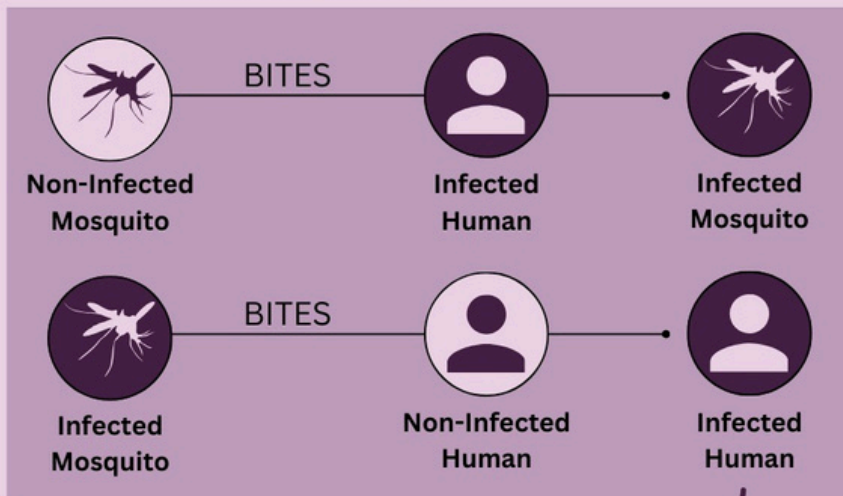 BITES
Non-Infected
Mosquito
Infected
Human
Infected
Mosquito
BITES
Infected
Mosquito
Non-Infected
Human
Infected
Human